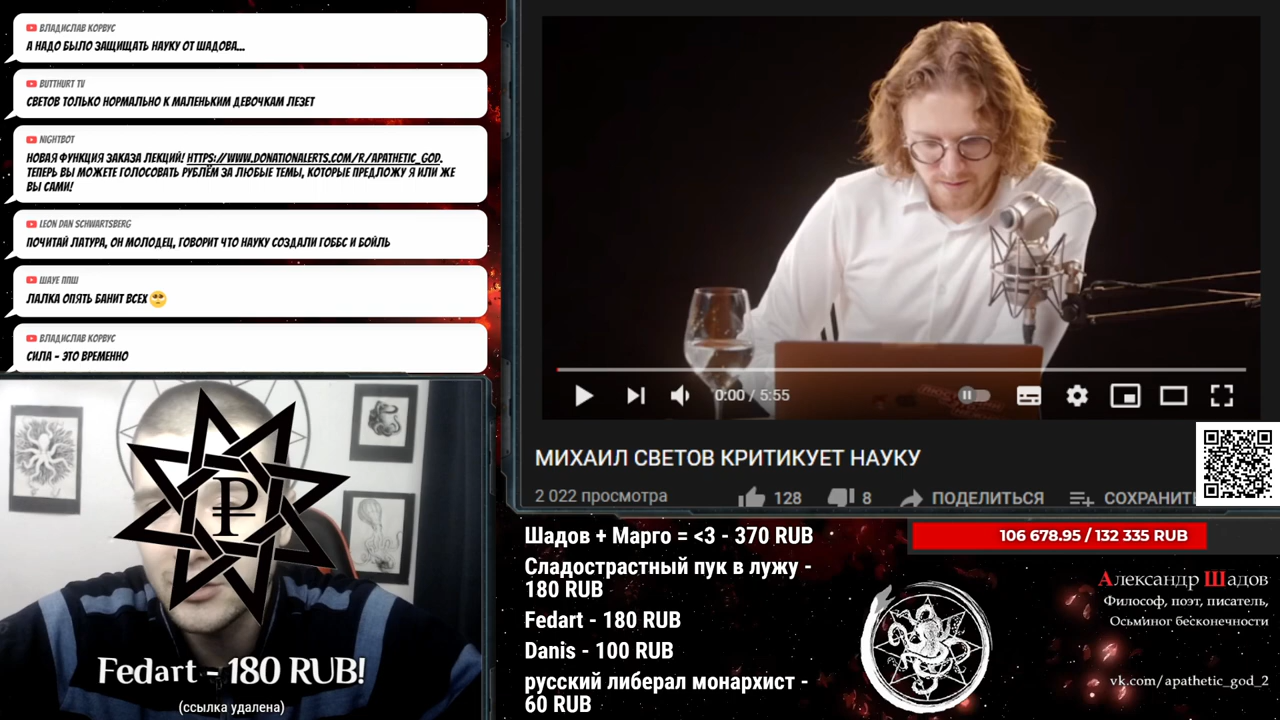 ВЛАДИСЛАВ КОРВУС
А НАДО БЫЛО ЗАЩИЩАТЬ НАУКУ ОТ ШАДОВА...
BUTTHURT TV
СВЕТОВ ТОЛЬКО НОРМАЛЬНО К МАЛЕНЬКИМ ДЕВОЧКАМ ЛЕЗЕТ
NIGHTBOT
НОВАЯ ФУНКЦИЯ ЗАКАЗА ЛЕКЦИЙ! HTTPS://WWW.DONATIONALERTS.COM/R/APATHETIC_GOD.
ТЕПЕРЬ ВЫ МОЖЕТЕ ГОЛОСОВАТЬ РУБЛЁМ ЗА ЛЮБЫЕ ТЕМЫ, КОТОРЫЕ ПРЕДЛОЖУ Я ИЛИ ЖЕ
ВЫ САМИ!
LEON DAN SCHWARTSBERG
ПОЧИТАЙ ЛАТУРА, ОН МОЛОДЕЦ, ГОВОРИТ ЧТО НАУКУ СОЗДАЛИ ГОББС И БОЙЛЬ
ШАУЕ ППШ
ЛАЛКА ОПЯТЬ БАНИТ ВСЕХ🥺
ВЛАДИСЛАВ КОРВУС
СИЛА - ЭТО ВРЕМЕННО
Fedart - 180 RUB!
(ссылка удалена)
0:00 / 5:55
МИХАИЛ СВЕТОВ КРИТИКУЕТ НАУКУ
2 022 просмотра 128 8 ПОДЕЛИТЬСЯ СОХРАНИТЬ
Шадов + Марго = <3 - 370 RUB
Сладострастный пук в лужу -
180 RUB
Fedart - 180 RUB
Danis - 100 RUB
русский либерал монархист -
60 RUB
106 678.95 / 132 335 RUB
Александр Шадов
Философ, поэт, писатель,
Осьминог бесконечности
vk.com/apathetic_god_2